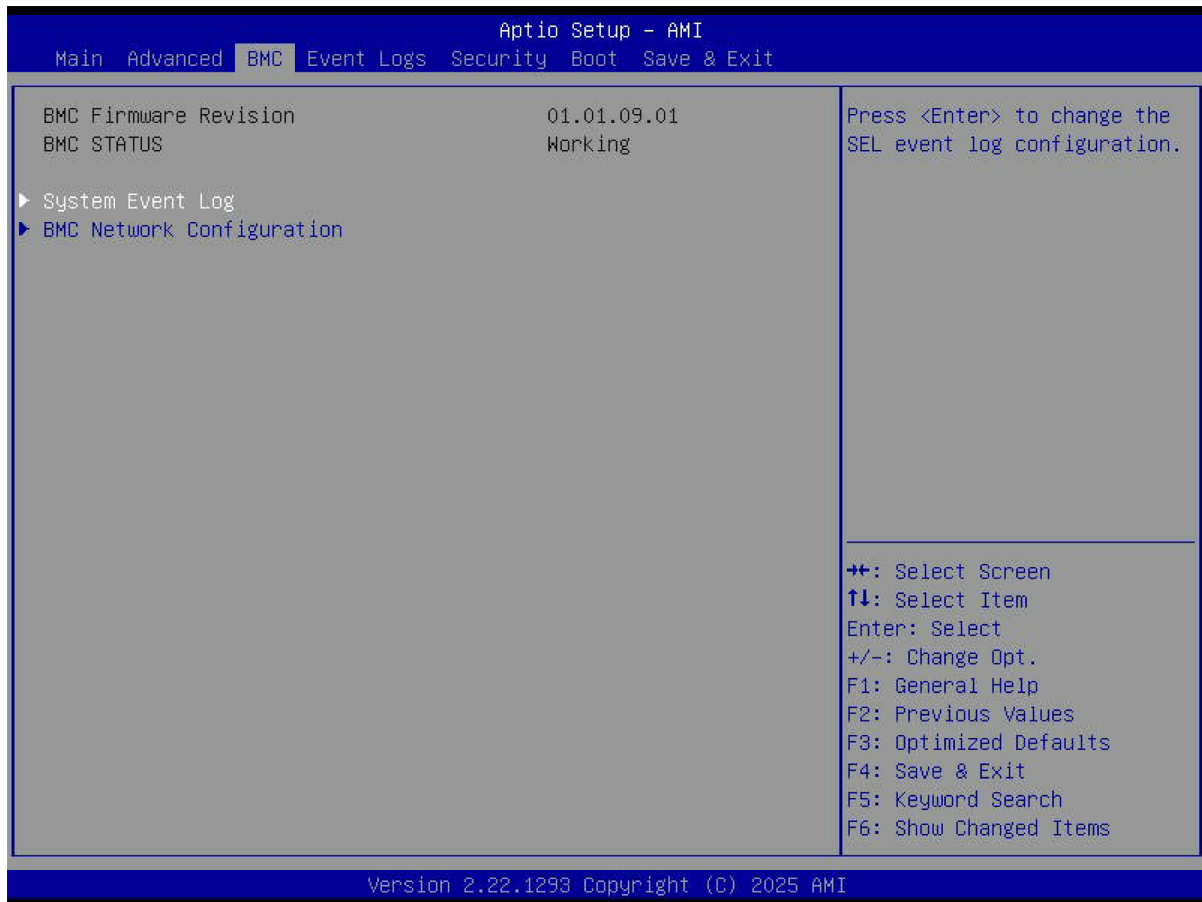 Aptio Setup - AMI
Main Advanced BMC Event Logs Security Boot Save & Exit
BMC Firmware Revision 01.01.09.01
BMC STATUS Working
▶ System Event Log
▶ BMC Network Configuration
Press <Enter> to change the
SEL event log configuration.
→←: Select Screen
↑↓: Select Item
Enter: Select
+/-: Change Opt.
F1: General Help
F2: Previous Values
F3: Optimized Defaults
F4: Save & Exit
F5: Keyword Search
F6: Show Changed Items
Version 2.22.1293 Copyright (C) 2025 AMI